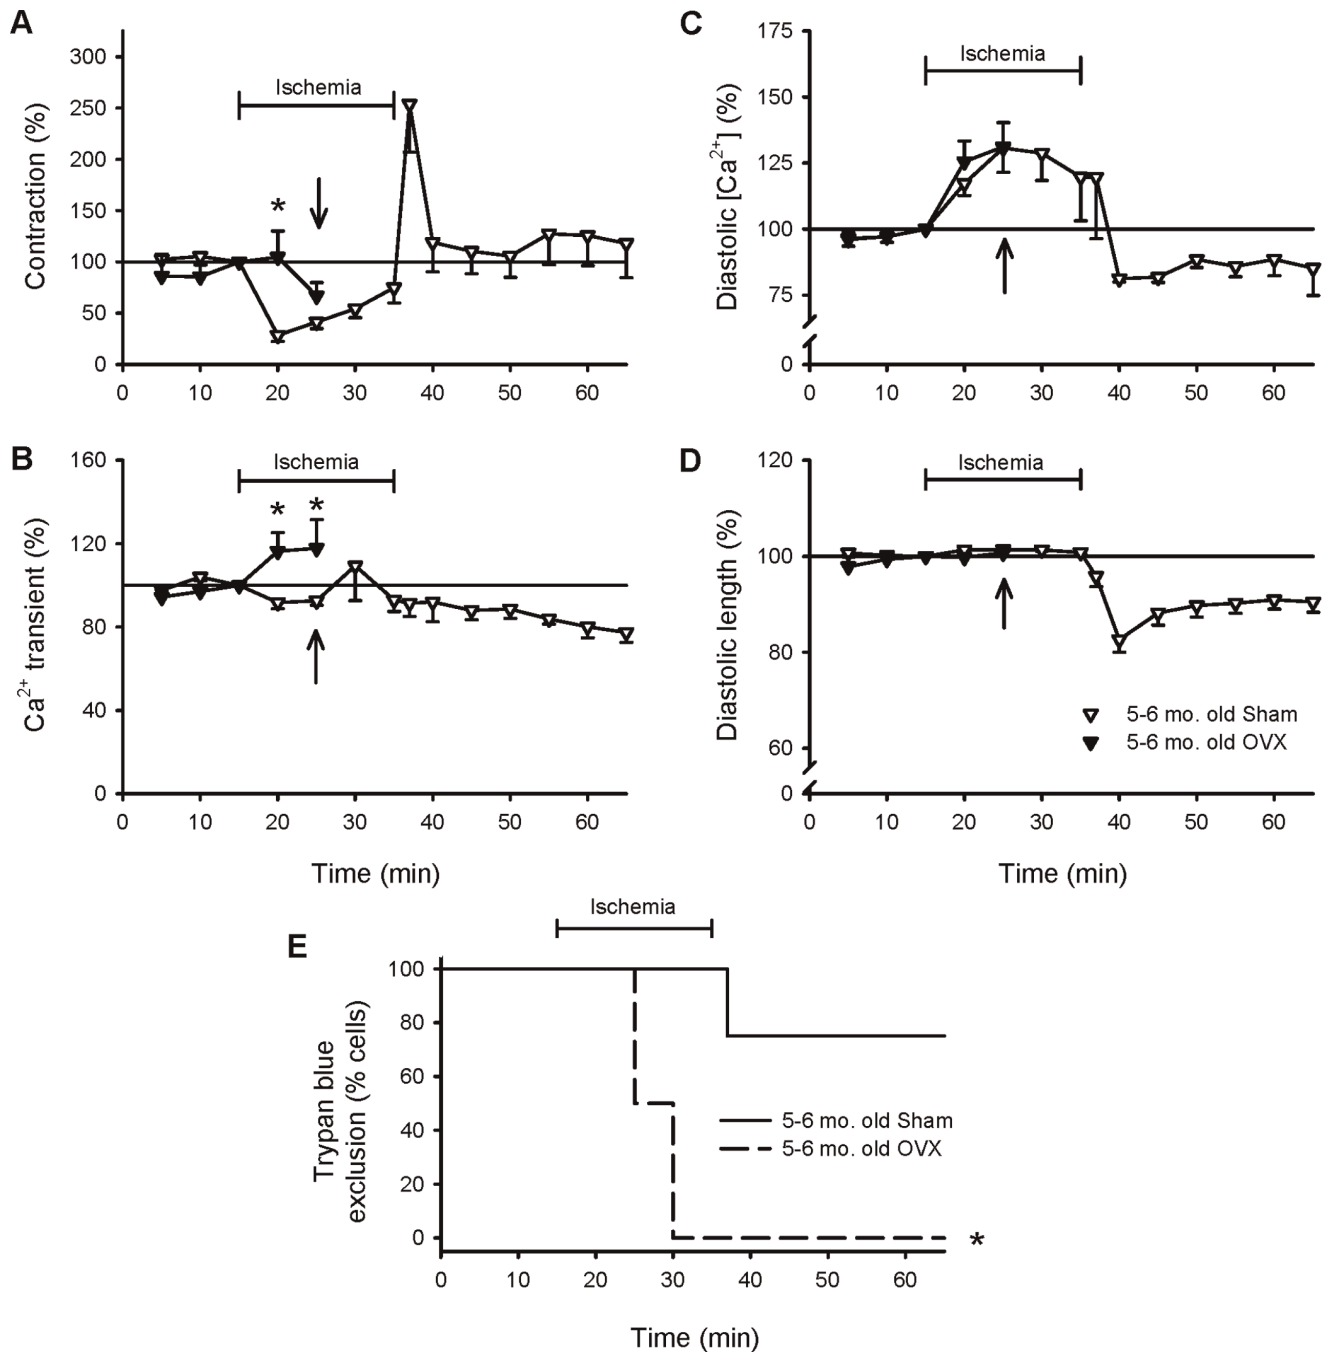 A
Contraction (%)
300
250
200
150
100
50
0
Ischemia
*
0 10 20 30 40 50 60
C
Diastolic [Ca²⁺] (%)
175
150
125
100
75
0
Ischemia
0 10 20 30 40 50 60
B
Ca²⁺ transient (%)
160
120
80
40
0
Ischemia
* *
0 10 20 30 40 50 60
Time (min)
D
Diastolic length (%)
120
100
80
60
0
Ischemia
5-6 mo. old Sham
5-6 mo. old OVX
0 10 20 30 40 50 60
Time (min)
E
Trypan blue
exclusion (% cells)
Ischemia
100
80
60
40
20
0
5-6 mo. old Sham
5-6 mo. old OVX
*
0 10 20 30 40 50 60
Time (min)